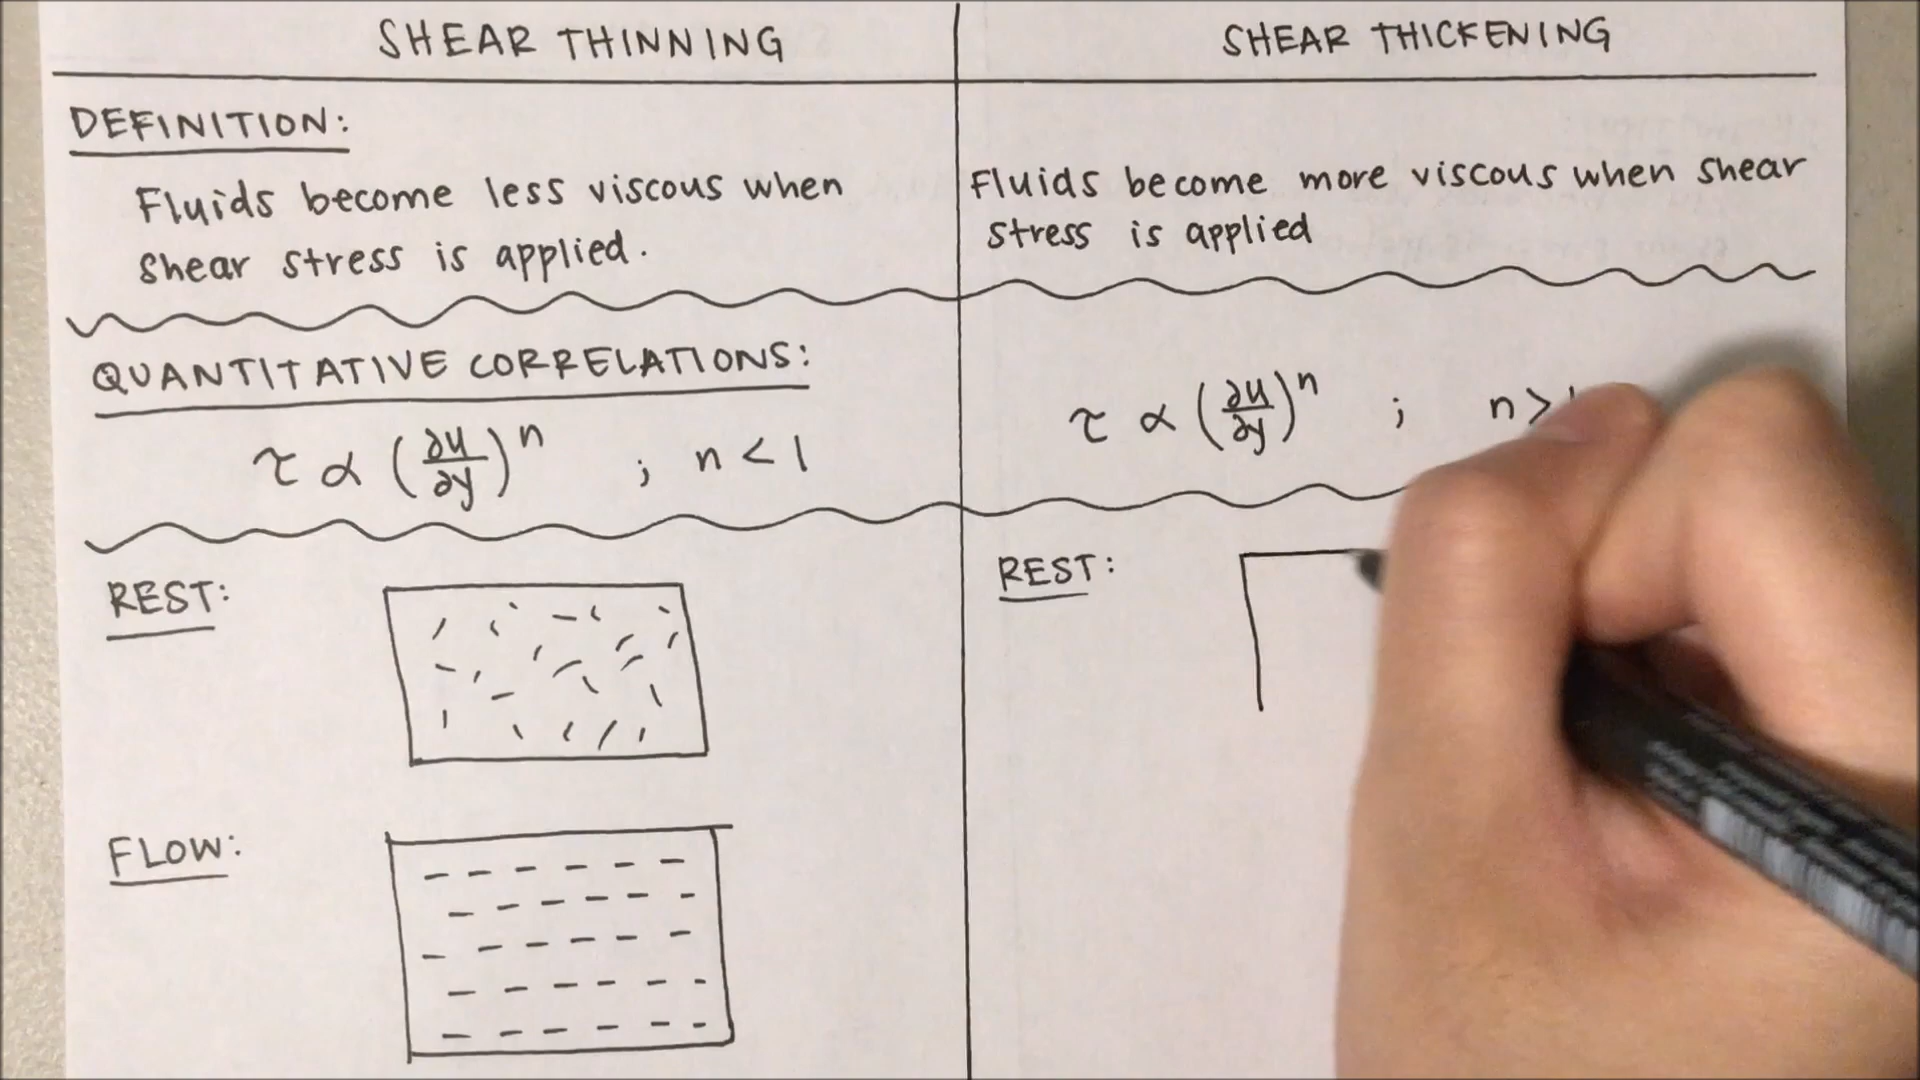 SHEAR THINNING
SHEAR THICKENING
DEFINITION:
Fluids become less viscous when
shear stress is applied.
Fluids become more viscous when shear
stress is applied
QUANTITATIVE CORRELATIONS:
τ ∝ (∂u/∂y)ⁿ ; n < 1
τ ∝ (∂u/∂y)ⁿ ; n >
REST:
FLOW:
REST: